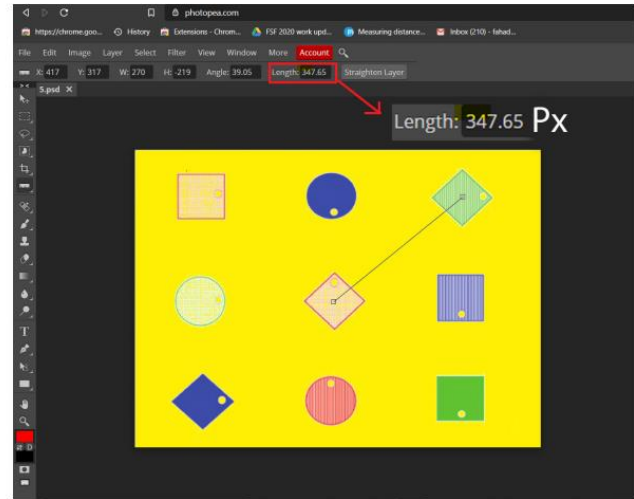 photopea.com
https://chrome.goo... History Extensions - Chrom... FSF 2020 work upd... Measuring distance... Inbox (210) - fahad...
File Edit Image Layer Select Filter View Window More Account
X: 417 Y: 317 W: 270 H: -219 Angle: 39.05 Length: 347.65 Straighten Layer
5.psd X
Length: 347.65 Px